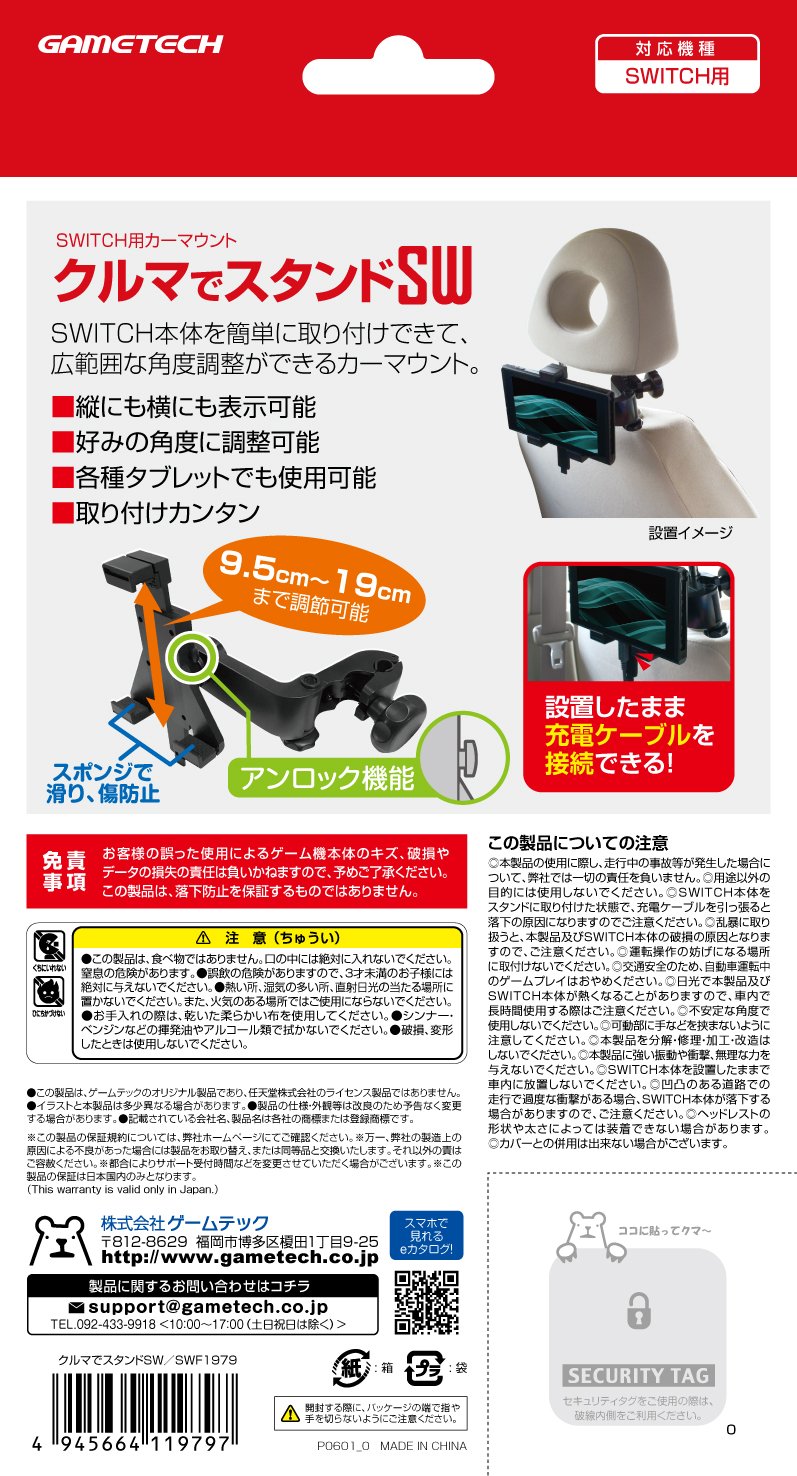 GAMETECH
対応機種
SWITCH用
SWITCH用カーマウント
クルマでスタンドSW
SWITCH本体を簡単に取り付けできて、
広範囲な角度調整ができるカーマウント。
■縦にも横にも表示可能
■好みの角度に調整可能
■各種タブレットでも使用可能
■取り付けカンタン
設置イメージ
9.5cm～19cm
まで調節可能
スポンジで
滑り、傷防止
アンロック機能
設置したまま
充電ケーブルを
接続できる!
免責
事項
お客様の誤った使用によるゲーム機本体のキズ、破損や
データの損失の責任は負いかねますので、予めご了承ください。
この製品は、落下防止を保証するものではありません。
くちにいれない
ひにちかづけない
⚠ 注 意 (ちゅうい)
●この製品は、食べ物ではありません。口の中には絶対に入れないでください。
窒息の危険があります。●誤飲の危険がありますので、3才未満のお子様には
絶対に与えないでください。●熱い所、湿気の多い所、直射日光の当たる場所に
置かないでください。また、火気のある場所ではご使用にならないでください。
●お手入れの際は、乾いた柔らかい布を使用してください。●シンナー・
ベンジンなどの揮発油やアルコール類で拭かないでください。●破損、変形
したときは使用しないでください。
●この製品は、ゲームテックのオリジナル製品であり、任天堂株式会社のライセンス製品ではありません。
●イラストと本製品は多少異なる場合があります。●製品の仕様・外観等は改良のため予告なく変更
する場合があります。●記載されている会社名、製品名は各社の商標または登録商標です。
※この製品の保証規約については、弊社ホームページにてご確認ください。※万一、弊社の製造上の
原因による不良があった場合には製品をお取り替え、または同等品と交換いたします。それ以外の責は
ご容赦ください。※都合によりサポート受付時間などを変更させていただく場合がございます。※この
製品の保証は日本国内のみとなります。
(This warranty is valid only in Japan.)
この製品についての注意
◎本製品の使用に際し、走行中の事故等が発生した場合に
ついて、弊社では一切の責任を負いません。◎用途以外の
目的には使用しないでください。◎SWITCH本体を
スタンドに取り付けた状態で、充電ケーブルを引っ張ると
落下の原因になりますのでご注意ください。◎乱暴に取り
扱うと、本製品及びSWITCH本体の破損の原因となりま
すので、ご注意ください。◎運転操作の妨げになる場所
に取付けないでください。◎交通安全のため、自動車運転中
のゲームプレイはおやめください。◎日光で本製品及び
SWITCH本体が熱くなることがありますので、車内で
長時間使用する際はご注意ください。◎不安定な角度で
使用しないでください。◎可動部に手などを挟まないように
注意してください。◎本製品を分解・修理・加工・改造は
しないでください。◎本製品に強い振動や衝撃、無理な力を
与えないでください。◎SWITCH本体を設置したままで
車内に放置しないでください。◎凹凸のある道路での
走行で過度な衝撃がある場合、SWITCH本体が落下する
場合がありますので、ご注意ください。◎ヘッドレストの
形状や太さによっては装着できない場合があります。
◎カバーとの併用は出来ない場合がございます。
株式会社ゲームテック
〒812-8629 福岡市博多区榎田1丁目9-25
http://www.gametech.co.jp
スマホで
見れる
eカタログ!
製品に関するお問い合わせはコチラ
support@gametech.co.jp
TEL.092-433-9918<10:00〜17:00(土日祝日は除く)>
クルマでスタンドSW／SWF1979
4 945664 119797
紙:箱
プラ:袋
開封する際に、パッケージの端で指や
手を切らないようにご注意ください。
P0601_0 MADE IN CHINA
ココに貼ってクマ〜
SECURITY TAG
セキュリティタグをご使用の際は、
破線内側をご利用ください。
0